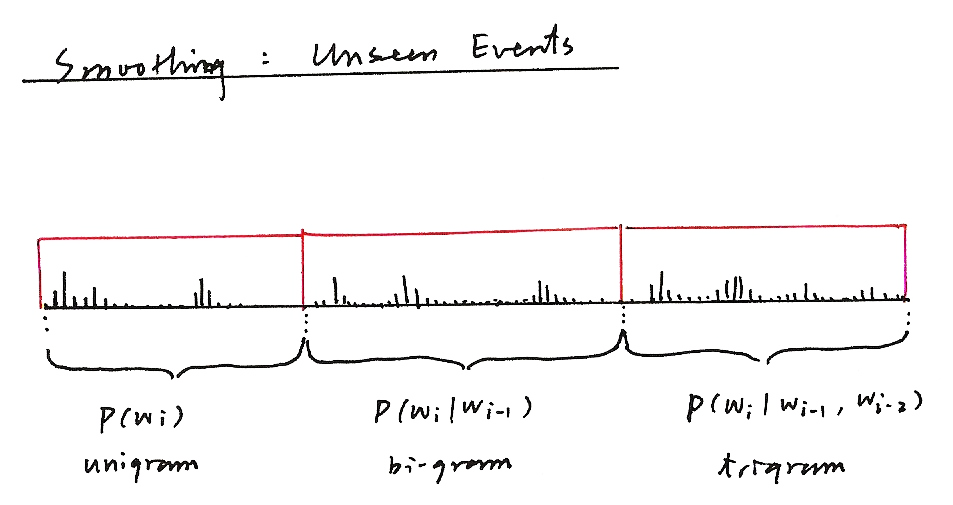 Smoothing : Unseen Events
P(wᵢ) P(wᵢ|wᵢ₋₁) P(wᵢ|wᵢ₋₁, wᵢ₋₂)
unigram bi-gram trigram